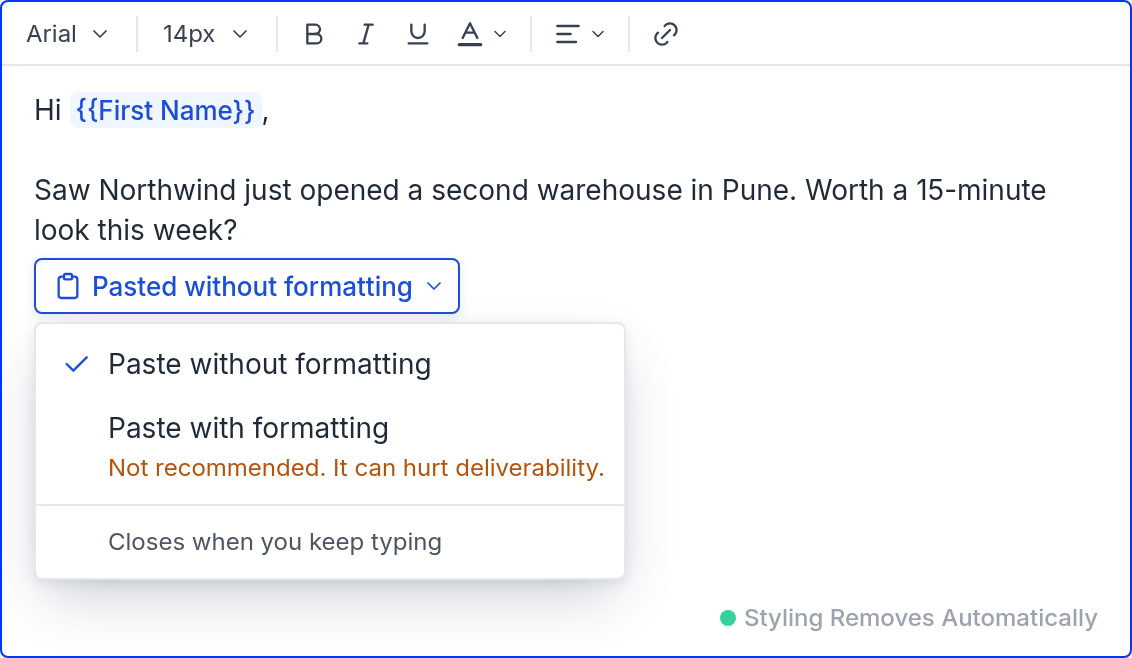 Arial 14px B I U A
Hi {{First Name}},
Saw Northwind just opened a second warehouse in Pune. Worth a 15-minute
look this week?
Pasted without formatting
Paste without formatting
Paste with formatting
Not recommended. It can hurt deliverability.
Closes when you keep typing
Styling Removes Automatically